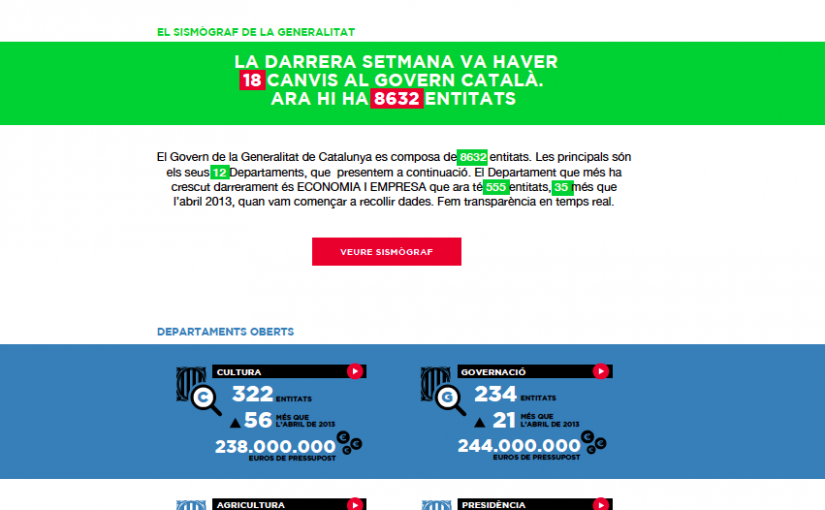 EL SISMÒGRAF DE LA GENERALITAT
LA DARRERA SETMANA VA HAVER
18 CANVIS AL GOVERN CATALÀ.
ARA HI HA 8632 ENTITATS
El Govern de la Generalitat de Catalunya es composa de 8632 entitats. Les principals són
els seus 12 Departaments, que presentem a continuació. El Departament que més ha
crescut darrerament és ECONOMIA I EMPRESA que ara té 555 entitats, 35 més que
l'abril 2013, quan vam començar a recollir dades. Fem transparència en temps real.
VEURE SISMÒGRAF
DEPARTAMENTS OBERTS
CULTURA
C
322 ENTITATS
56 MÉS QUE
L'ABRIL DE 2013
238.000.000
EUROS DE PRESSUPOST
GOVERNACIÓ
G
234 ENTITATS
21 MÉS QUE
L'ABRIL DE 2013
244.000.000
EUROS DE PRESSUPOST
AGRICULTURA
PRESIDÈNCIA